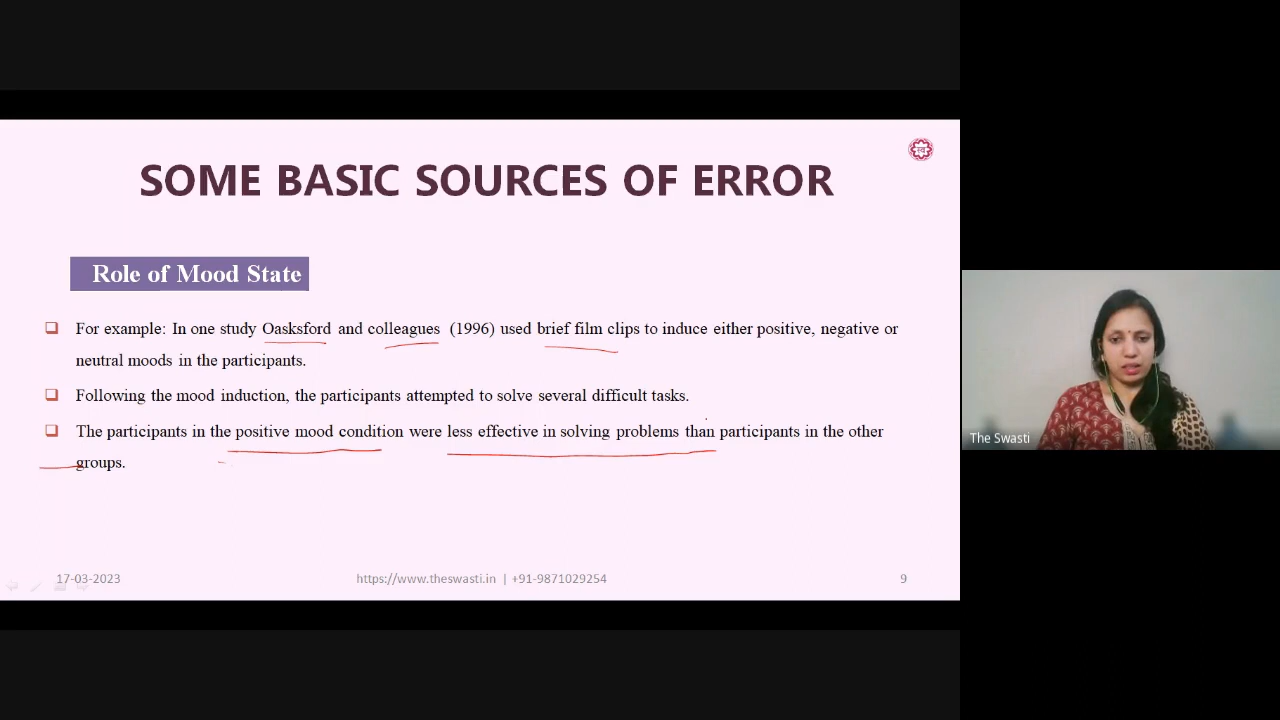 SOME BASIC SOURCES OF ERROR
Role of Mood State
For example: In one study Oasksford and colleagues (1996) used brief film clips to induce either positive, negative or
neutral moods in the participants.
Following the mood induction, the participants attempted to solve several difficult tasks.
The participants in the positive mood condition were less effective in solving problems than participants in the other
groups.
17-03-2023
https://www.theswasti.in | +91-9871029254
9
The Swasti